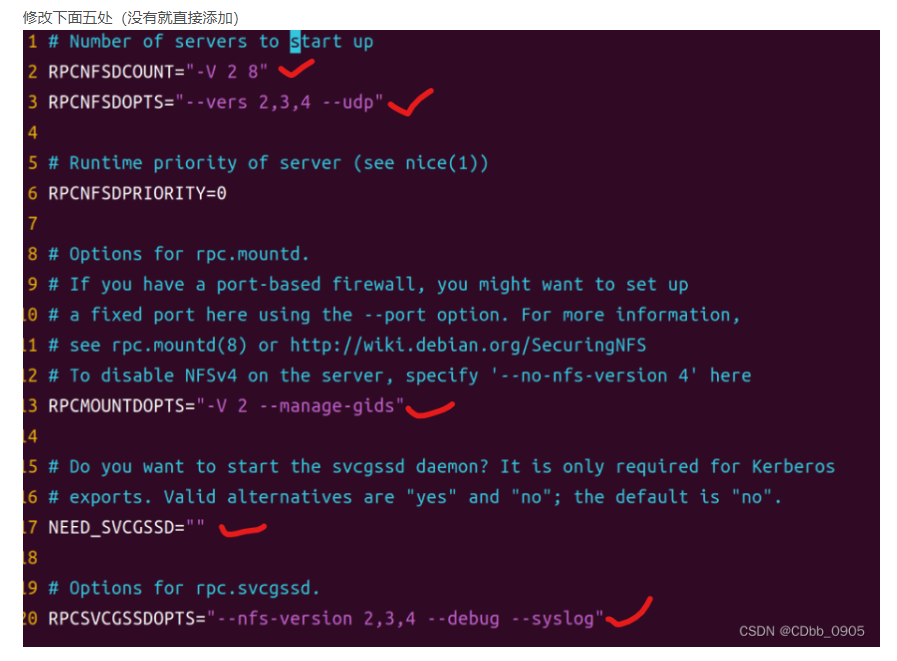 修改下面五处（没有就直接添加）
1 # Number of servers to start up
2 RPCNFSDCOUNT="-V 2 8"
3 RPCNFSDOPTS="--vers 2,3,4 --udp"
4
5 # Runtime priority of server (see nice(1))
6 RPCNFSDPRIORITY=0
7
8 # Options for rpc.mountd.
9 # If you have a port-based firewall, you might want to set up
10 # a fixed port here using the --port option. For more information,
11 # see rpc.mountd(8) or http://wiki.debian.org/SecuringNFS
12 # To disable NFSv4 on the server, specify '--no-nfs-version 4' here
13 RPCMOUNTDOPTS="-V 2 --manage-gids"
14
15 # Do you want to start the svcgssd daemon? It is only required for Kerberos
16 # exports. Valid alternatives are "yes" and "no"; the default is "no".
17 NEED_SVCGSSD=""
18
19 # Options for rpc.svcgssd.
20 RPCSVCGSSDOPTS="--nfs-version 2,3,4 --debug --syslog"
CSDN @CDbb_0905